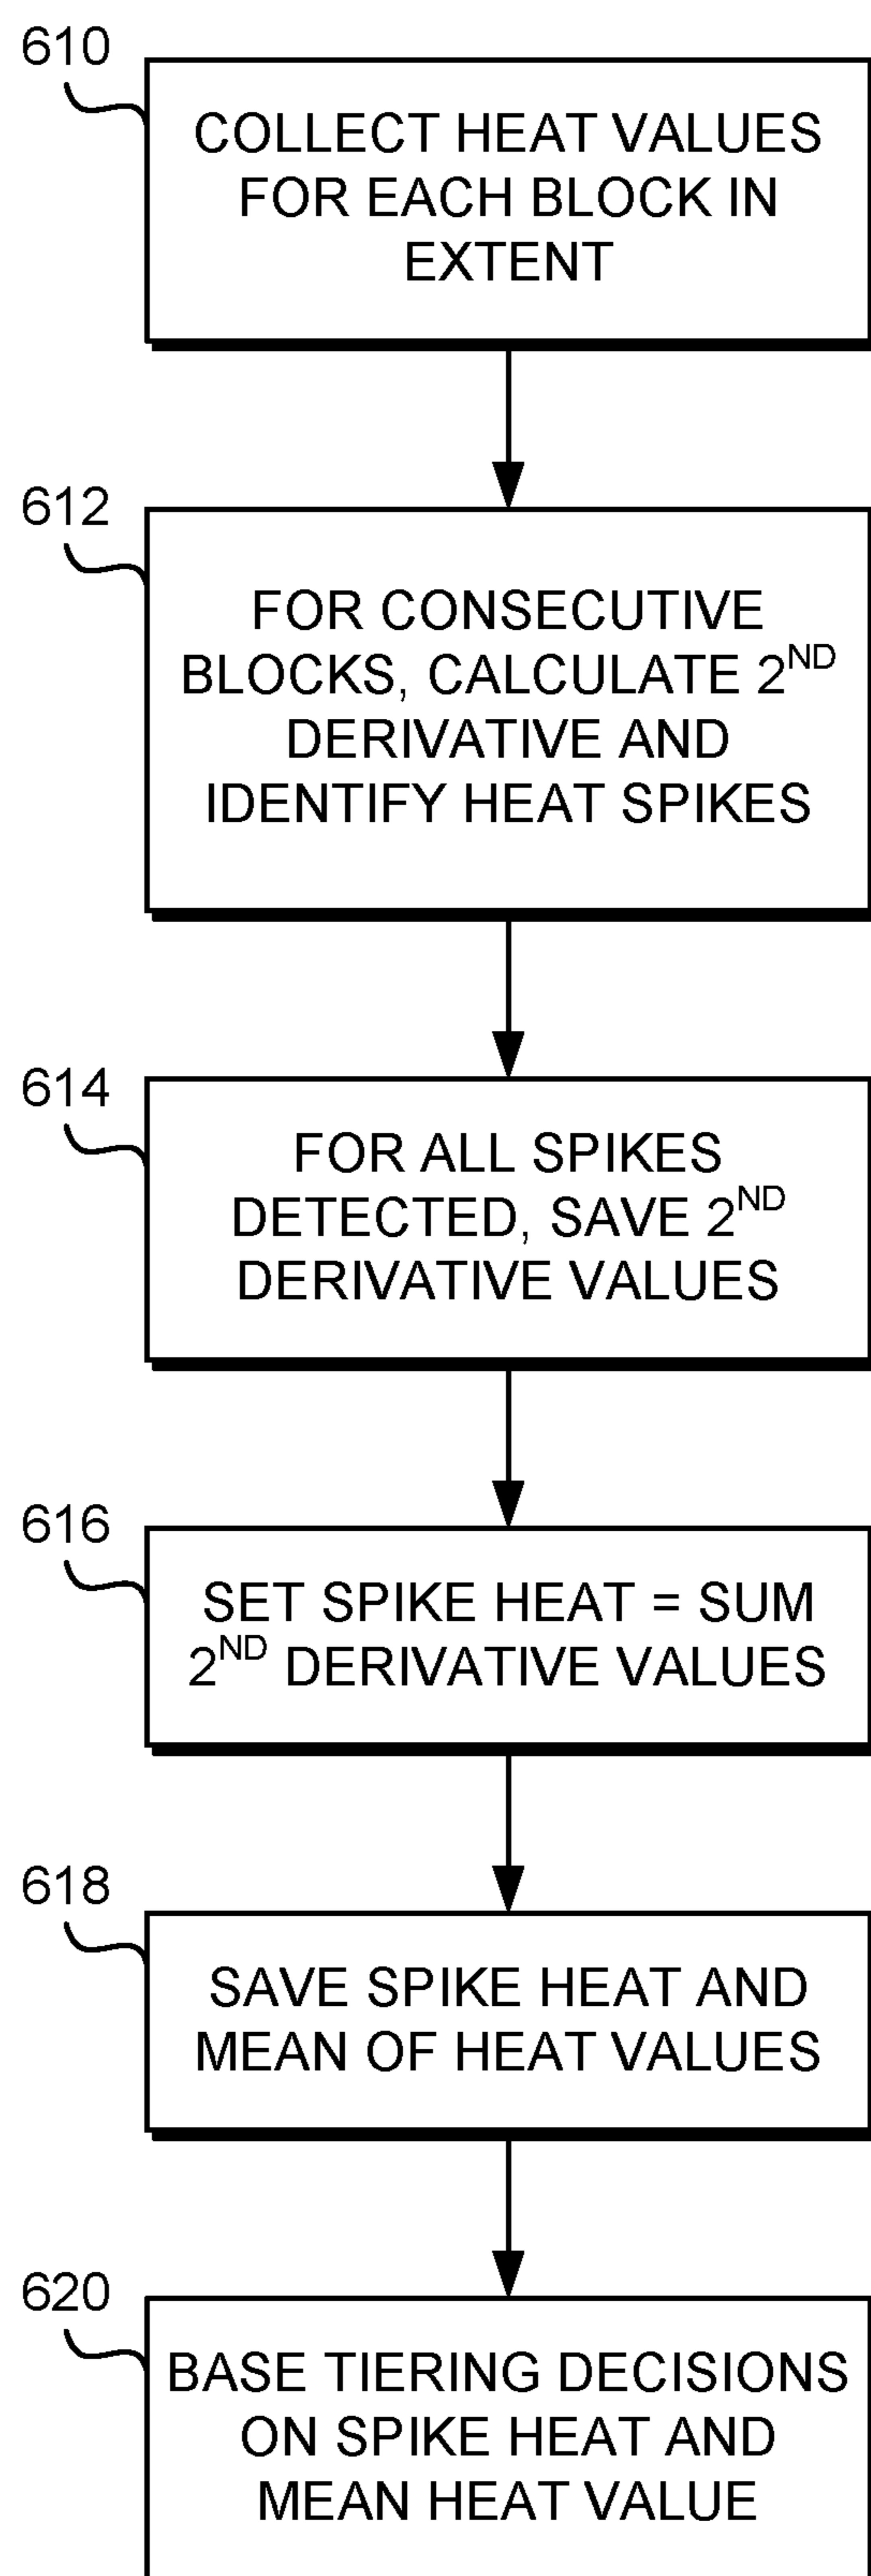 610
COLLECT HEAT VALUES
FOR EACH BLOCK IN
EXTENT
612
FOR CONSECUTIVE
BLOCKS, CALCULATE 2ND
DERIVATIVE AND
IDENTIFY HEAT SPIKES
614
FOR ALL SPIKES
DETECTED, SAVE 2ND
DERIVATIVE VALUES
616
SET SPIKE HEAT = SUM
2ND DERIVATIVE VALUES
618
SAVE SPIKE HEAT AND
MEAN OF HEAT VALUES
620
BASE TIERING DECISIONS
ON SPIKE HEAT AND
MEAN HEAT VALUE